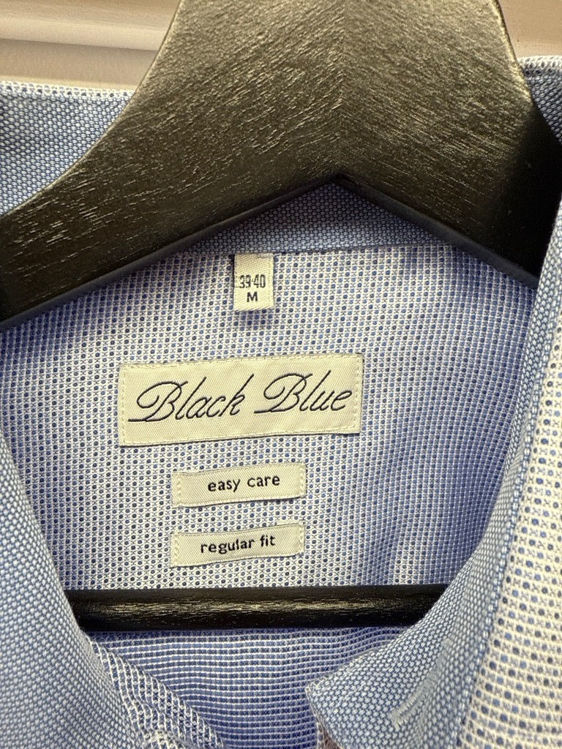 39-40
M
Black Blue
easy care
regular fit